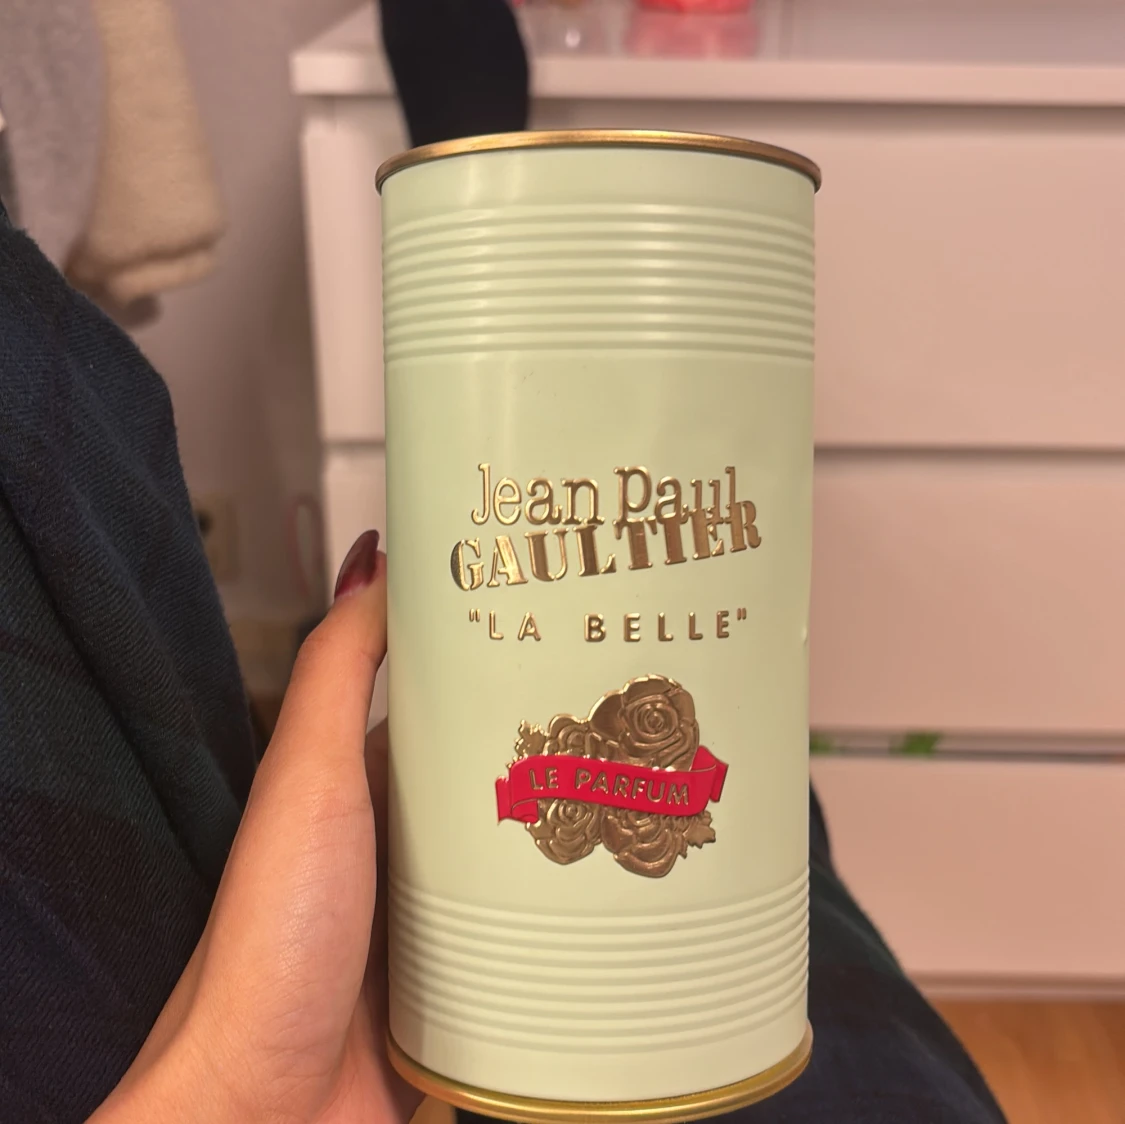 Jean Paul
GAULTIER
"LA BELLE"
LE PARFUM